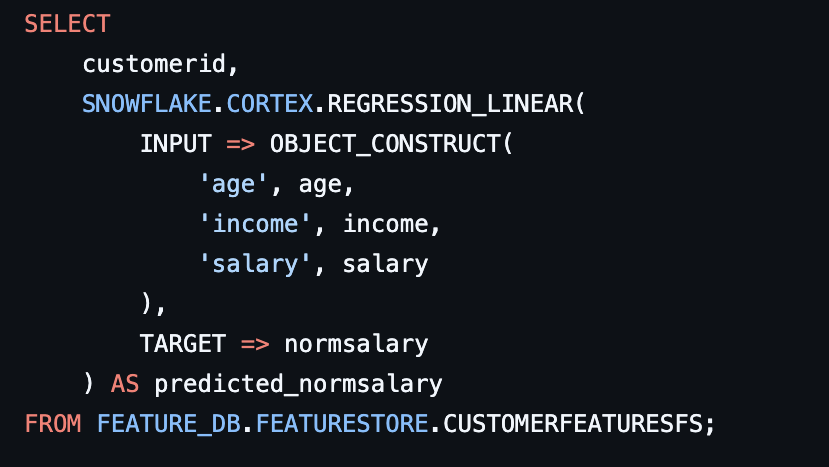 SELECT
    customerid,
    SNOWFLAKE.CORTEX.REGRESSION_LINEAR(
        INPUT => OBJECT_CONSTRUCT(
            'age', age,
            'income', income,
            'salary', salary
        ),
        TARGET => normsalary
    ) AS predicted_normsalary
FROM FEATURE_DB.FEATURESTORE.CUSTOMERFEATURESFS;